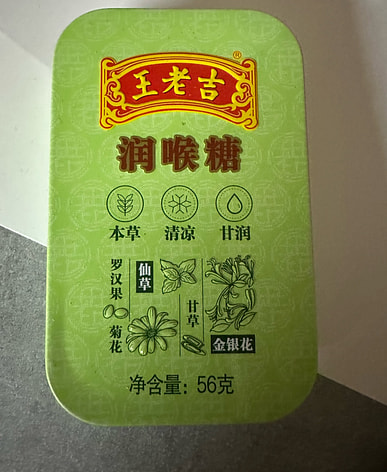 王老吉®
润喉糖
本草 清凉 甘润
罗汉果
仙草
菊花
甘草
金银花
净含量：56克